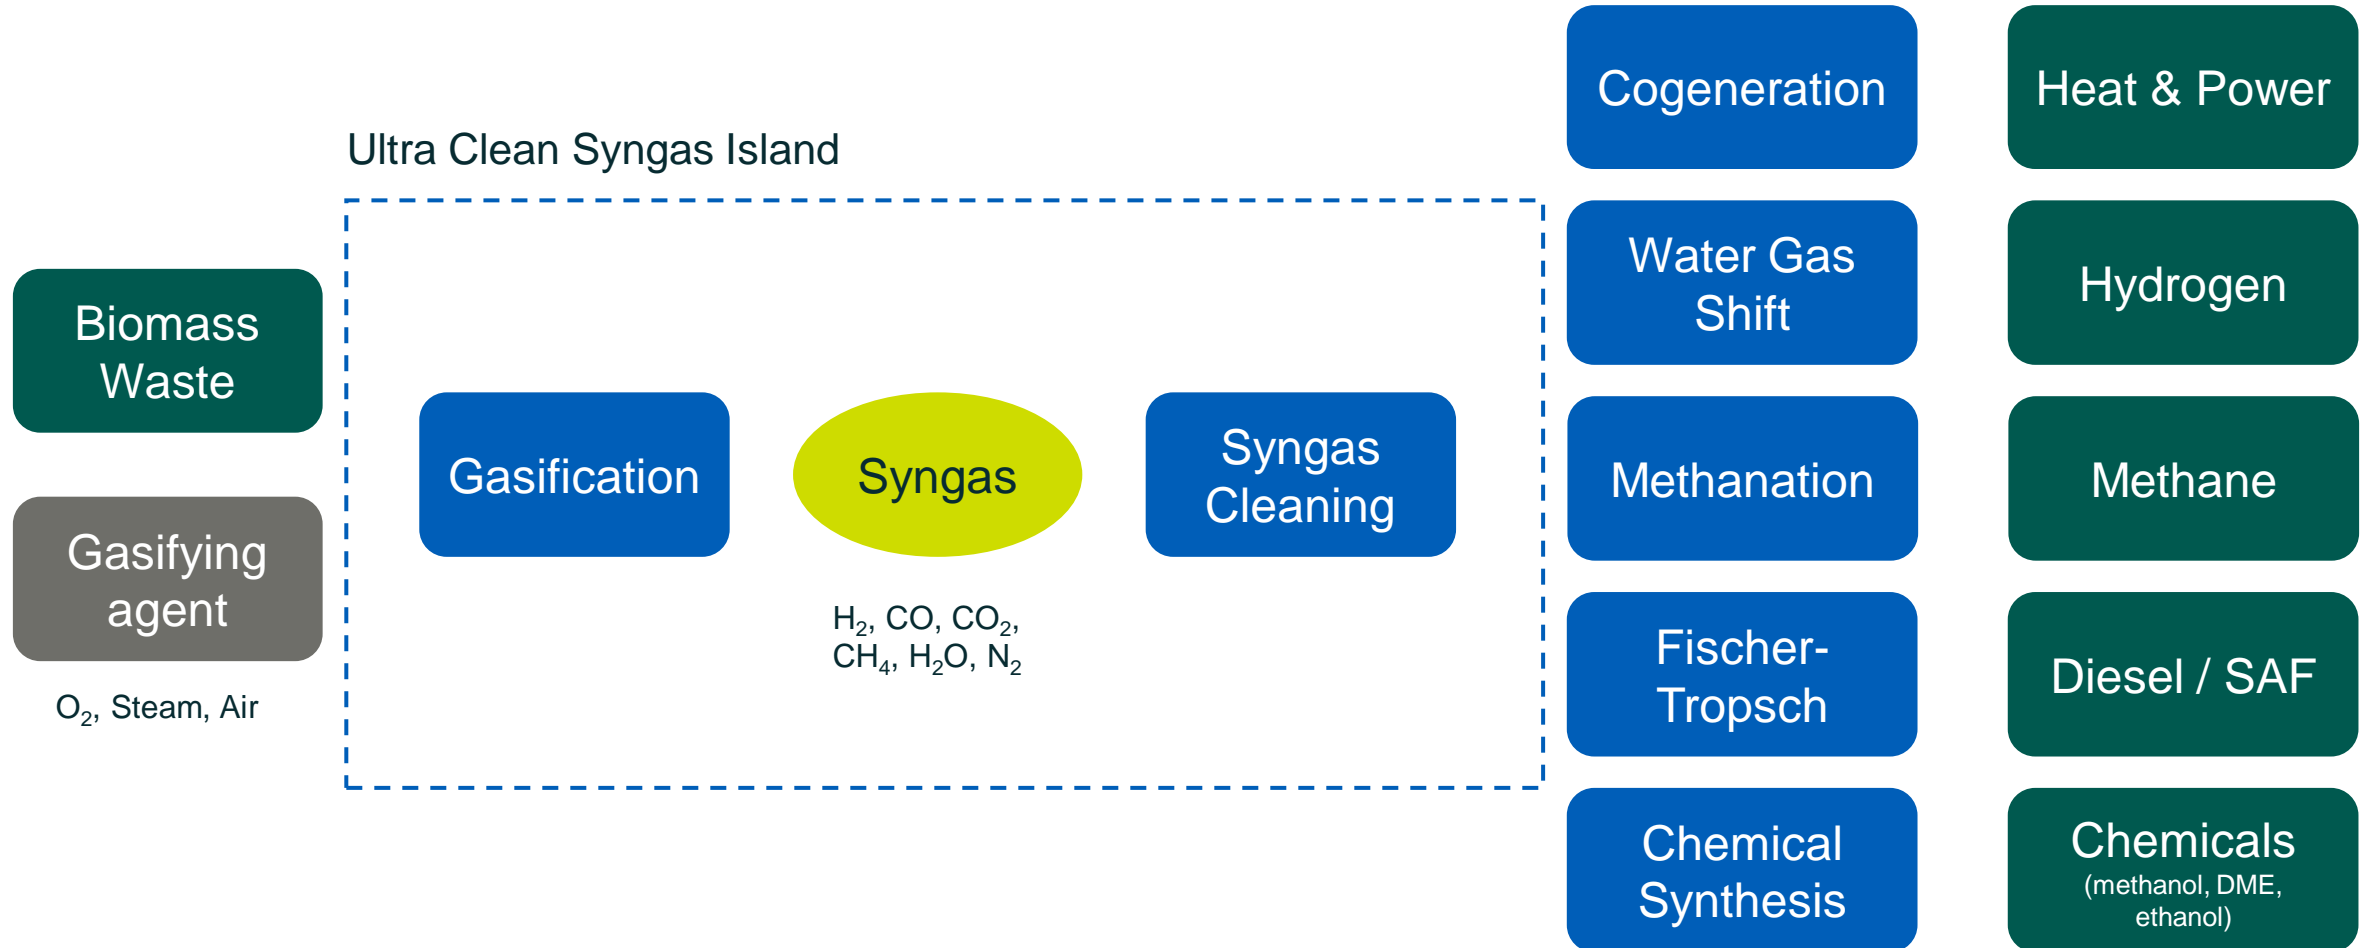 Ultra Clean Syngas Island
Biomass
Waste
Gasifying
agent
O₂, Steam, Air
Gasification
Syngas
H₂, CO, CO₂,
CH₄, H₂O, N₂
Syngas
Cleaning
Cogeneration
Heat & Power
Water Gas
Shift
Hydrogen
Methanation
Methane
Fischer-
Tropsch
Diesel / SAF
Chemical
Synthesis
Chemicals
(methanol, DME,
ethanol)